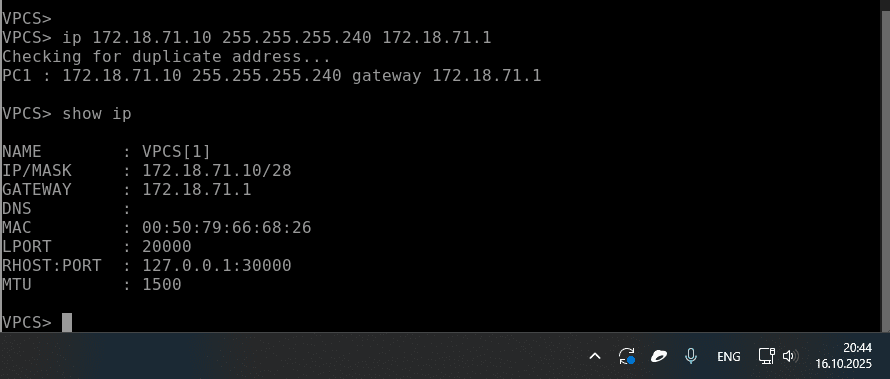 VPCS>
VPCS> ip 172.18.71.10 255.255.255.240 172.18.71.1
Checking for duplicate address...
PC1 : 172.18.71.10 255.255.255.240 gateway 172.18.71.1
VPCS> show ip
NAME        : VPCS[1]
IP/MASK     : 172.18.71.10/28
GATEWAY     : 172.18.71.1
DNS         :
MAC         : 00:50:79:66:68:26
LPORT       : 20000
RHOST:PORT  : 127.0.0.1:30000
MTU         : 1500
VPCS>
ENG
20:44
16.10.2025